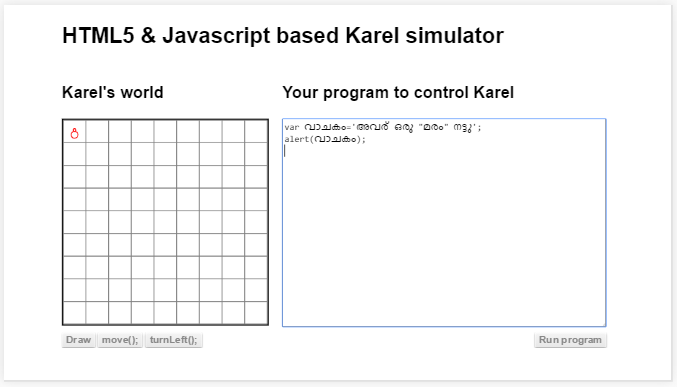 HTML5 & Javascript based Karel simulator
Karel's world
Your program to control Karel
var വാചകം='അവര് ഒരു "മരം" നട്ടു';
alert(വാചകം);
Draw move(); turnLeft();
Run program